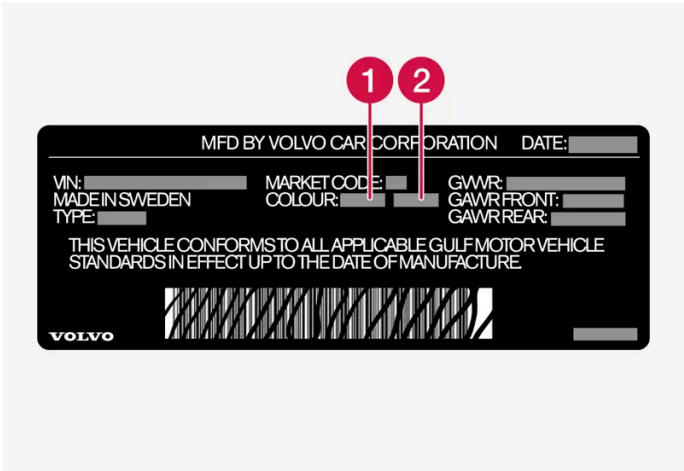 1 2
MFD BY VOLVO CAR CORPORATION DATE:
VIN: MARKET CODE: GVWR:
MADE IN SWEDEN COLOUR: GAWR FRONT:
TYPE: GAWR REAR:
THIS VEHICLE CONFORMS TO ALL APPLICABLE GULF MOTOR VEHICLE
STANDARDS IN EFFECT UP TO THE DATE OF MANUFACTURE.
VOLVO